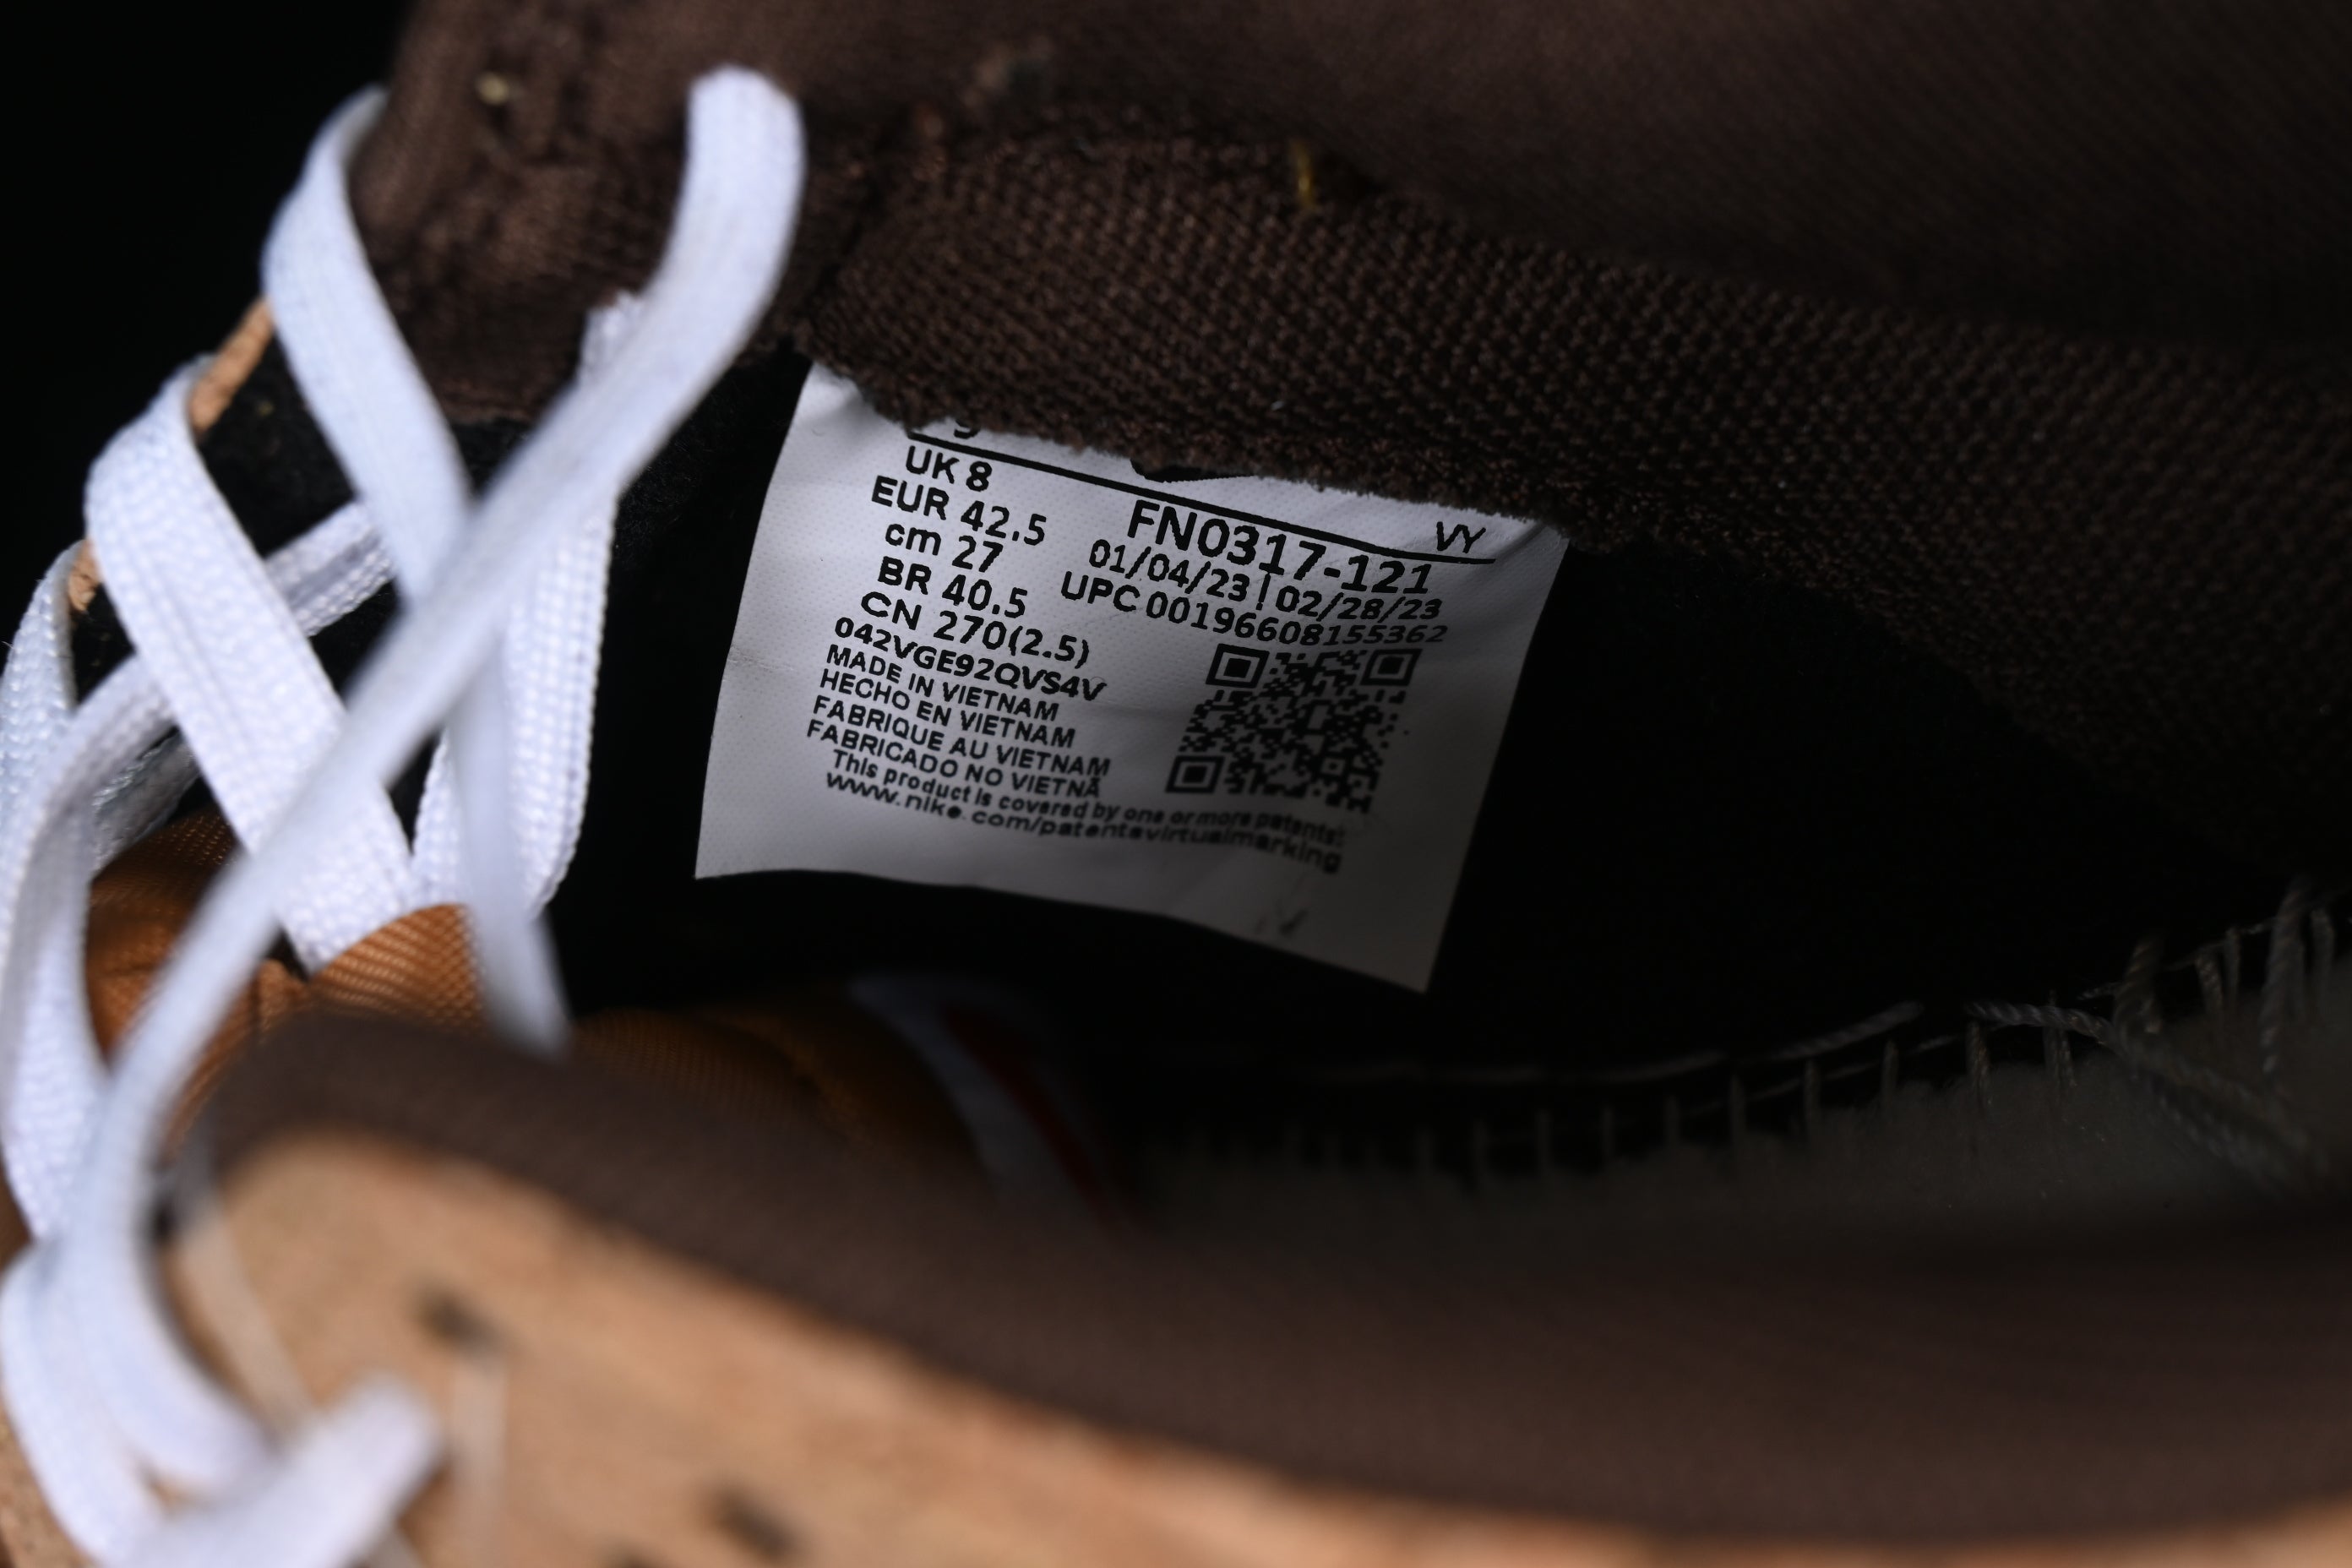 UK 8
EUR 42.5
cm 27
BR 40.5
CN 270(2.5)
042VGE92QVS4V
MADE IN VIETNAM
HECHO EN VIETNAM
FABRIQUE AU VIETNAM
FABRICADO NO VIETNÃ
This product is covered by one or more patents:
www.nike.com/patentsvirtualmarking
VY
FN0317-121
01/04/23 | 02/28/23
UPC 00196608155362